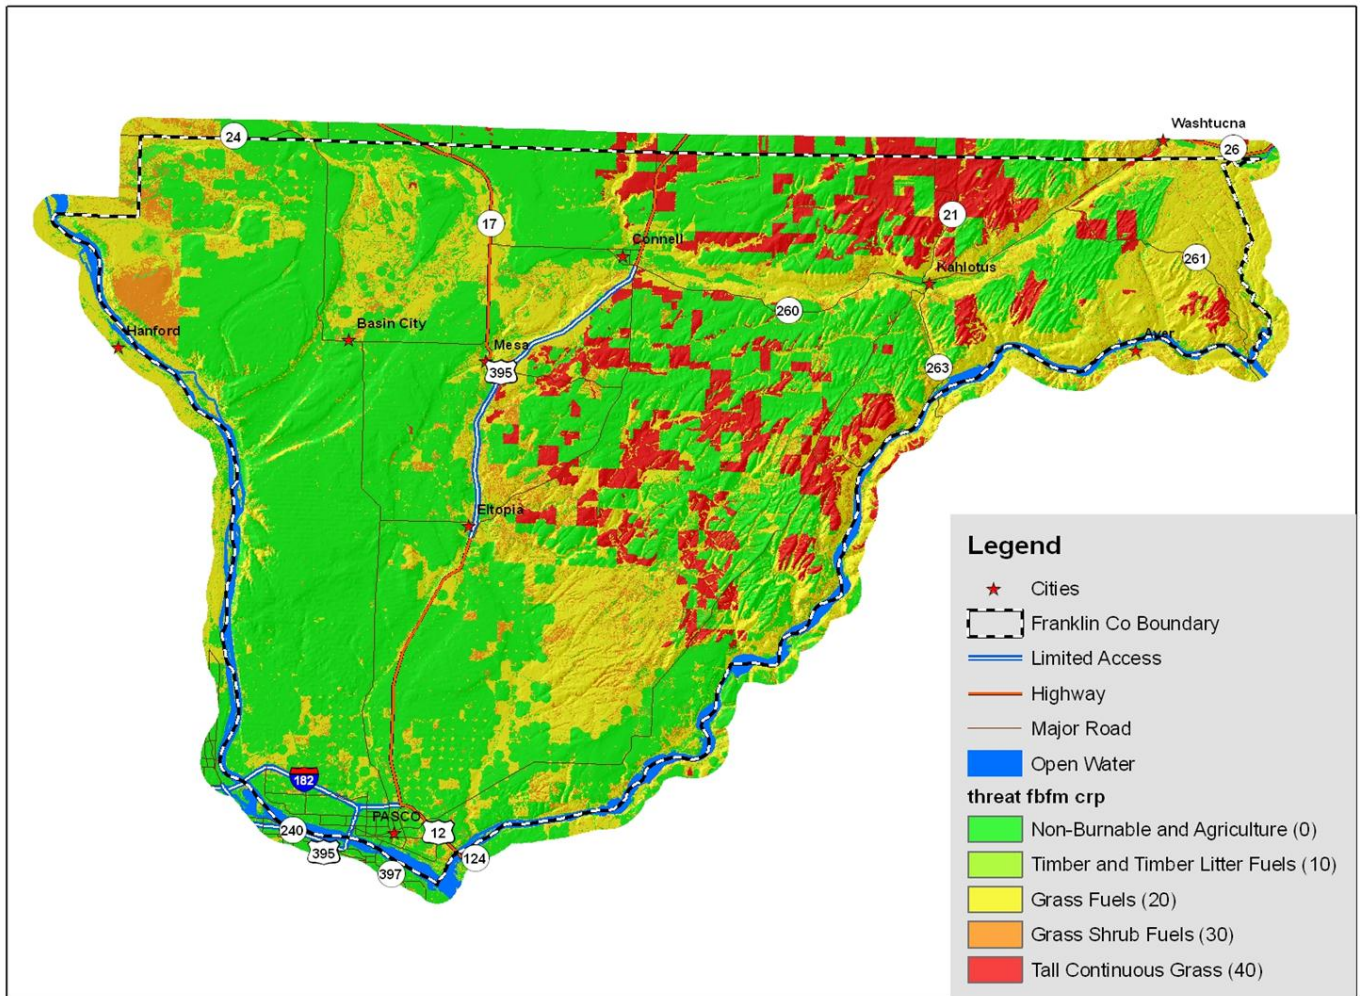 Washtucna
24
26
17
21
Connell
261
Kahlotus
260
Hanford
Basin City
Mesa
Ayer
395
263
Eltopia
182
PASCO
240
12
395
124
397
Legend
Cities
Franklin Co Boundary
Limited Access
Highway
Major Road
Open Water
threat fbfm crp
Non-Burnable and Agriculture (0)
Timber and Timber Litter Fuels (10)
Grass Fuels (20)
Grass Shrub Fuels (30)
Tall Continuous Grass (40)